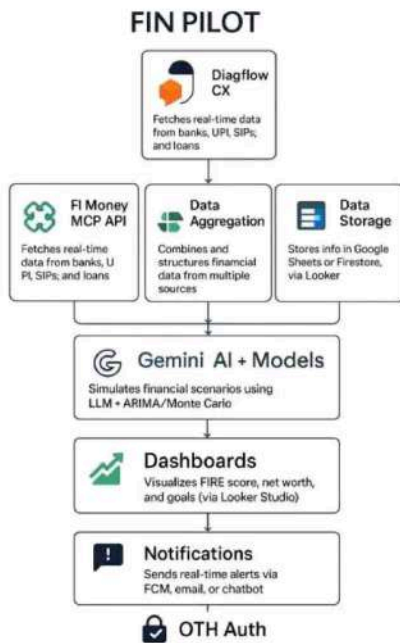 FIN PILOT
Diagflow
CX
Fetches real-time data
from banks, UPI, SIPs;
and loans
FI Money
MCP API
Fetches real-time
data from banks, U
PI, SIPs; and loans
Data
Aggregation
Combines and
structures financial
data from multiple
sources
Data
Storage
Stores info in Google
Sheets or Firestore,
via Looker
Gemini AI + Models
Simulates financial scenarios using
LLM + ARIMA/Monte Carlo
Dashboards
Visualizes FIRE score, net worth,
and goals (via Looker Studio)
Notifications
Sends real-time alerts via
FCM, email, or chatbot
OTH Auth